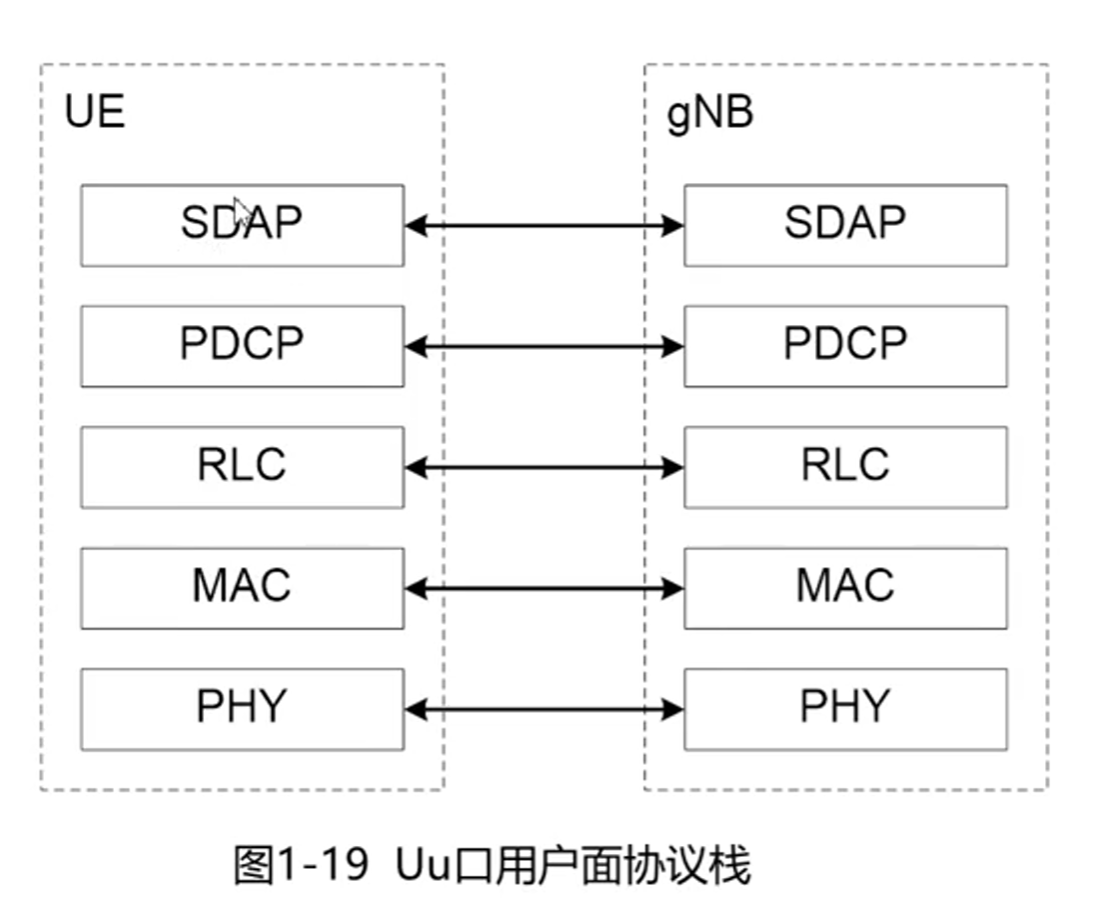 UE
gNB
SDAP
SDAP
PDCP
PDCP
RLC
RLC
MAC
MAC
PHY
PHY
图1-19 Uu口用户面协议栈